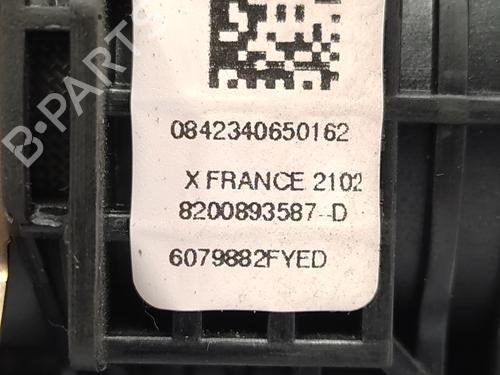 B-PARTS
0842340650162
X FRANCE 2102
8200893587--D
6079882FYED